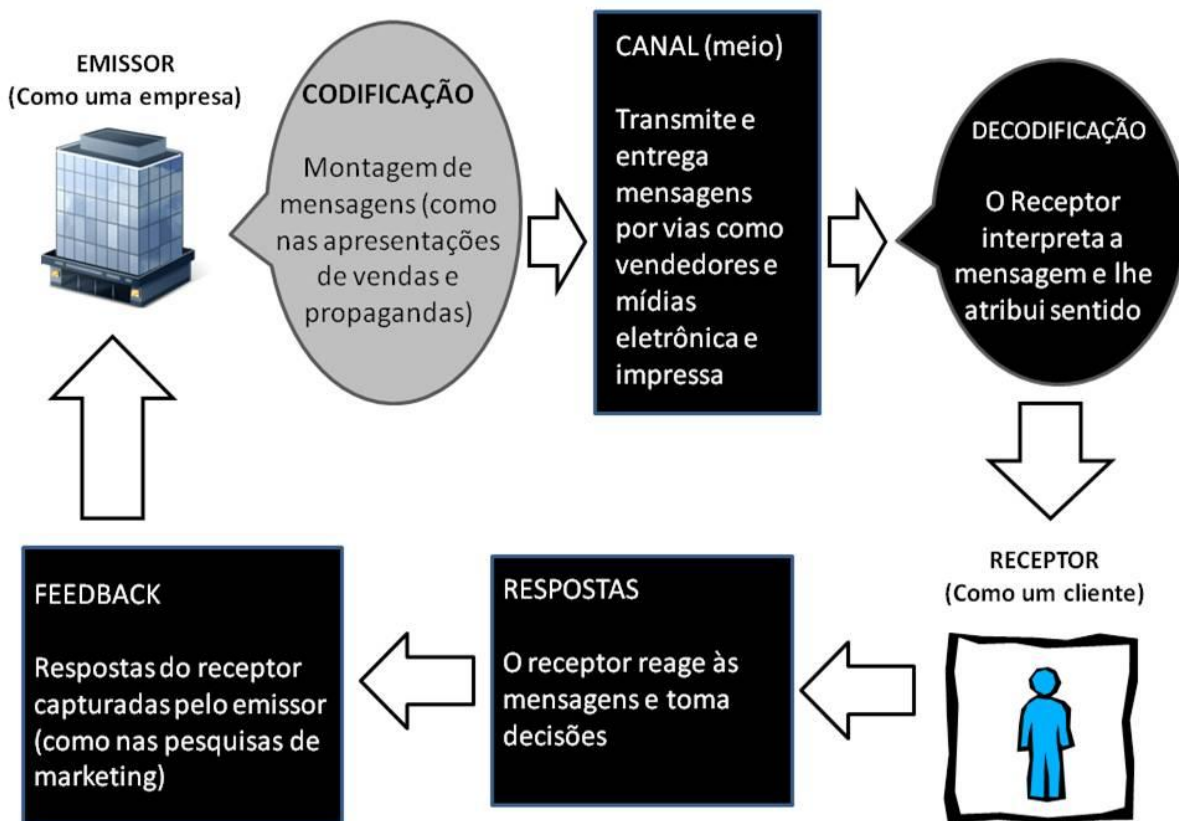 EMISSOR
(Como uma empresa)
CODIFICAÇÃO
Montagem de
mensagens (como
nas apresentações
de vendas e
propagandas)
CANAL (meio)
Transmite e
entrega
mensagens
por vias como
vendedores e
mídias
eletrônica e
impressa
DECODIFICAÇÃO
O Receptor
interpreta a
mensagem e lhe
atribui sentido
RECEPTOR
(Como um cliente)
RESPOSTAS
O receptor reage às
mensagens e toma
decisões
FEEDBACK
Respostas do receptor
capturadas pelo emissor
(como nas pesquisas de
marketing)